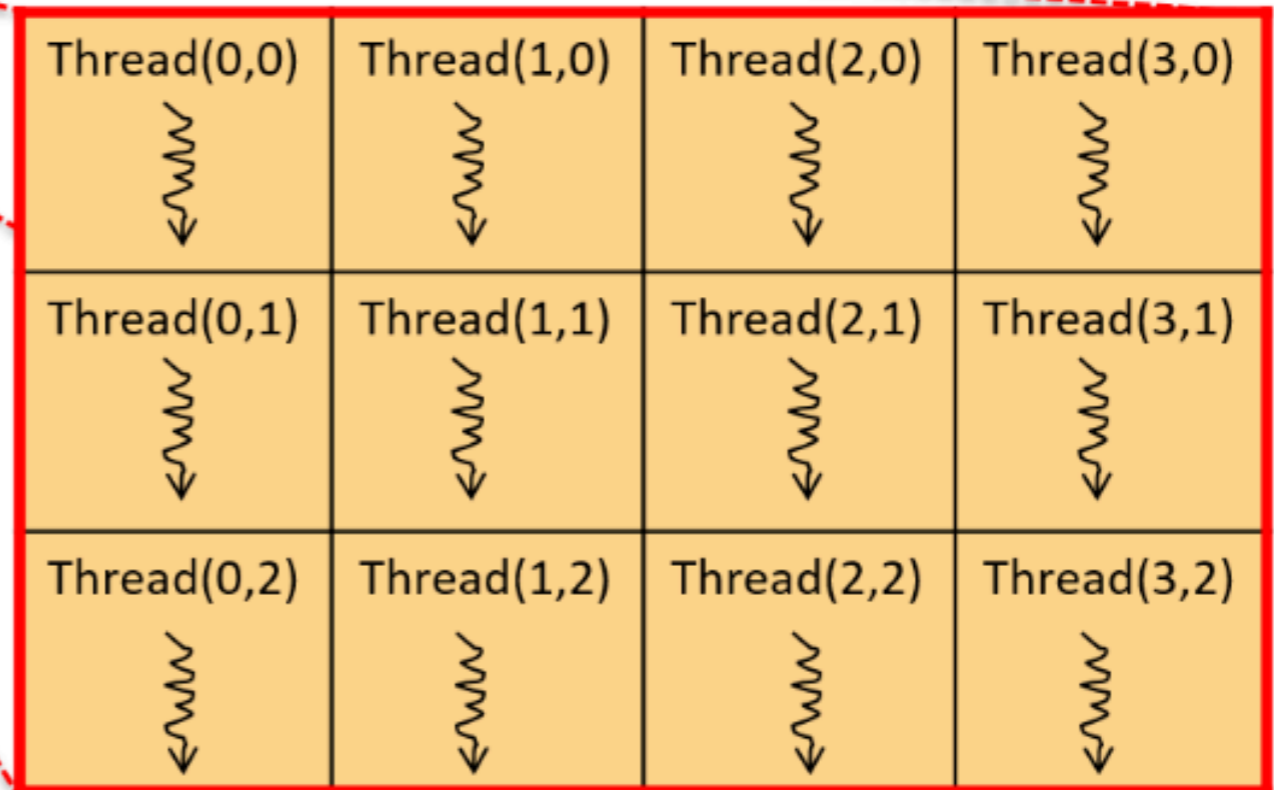 Thread(0,0) Thread(1,0) Thread(2,0) Thread(3,0)
Thread(0,1) Thread(1,1) Thread(2,1) Thread(3,1)
Thread(0,2) Thread(1,2) Thread(2,2) Thread(3,2)